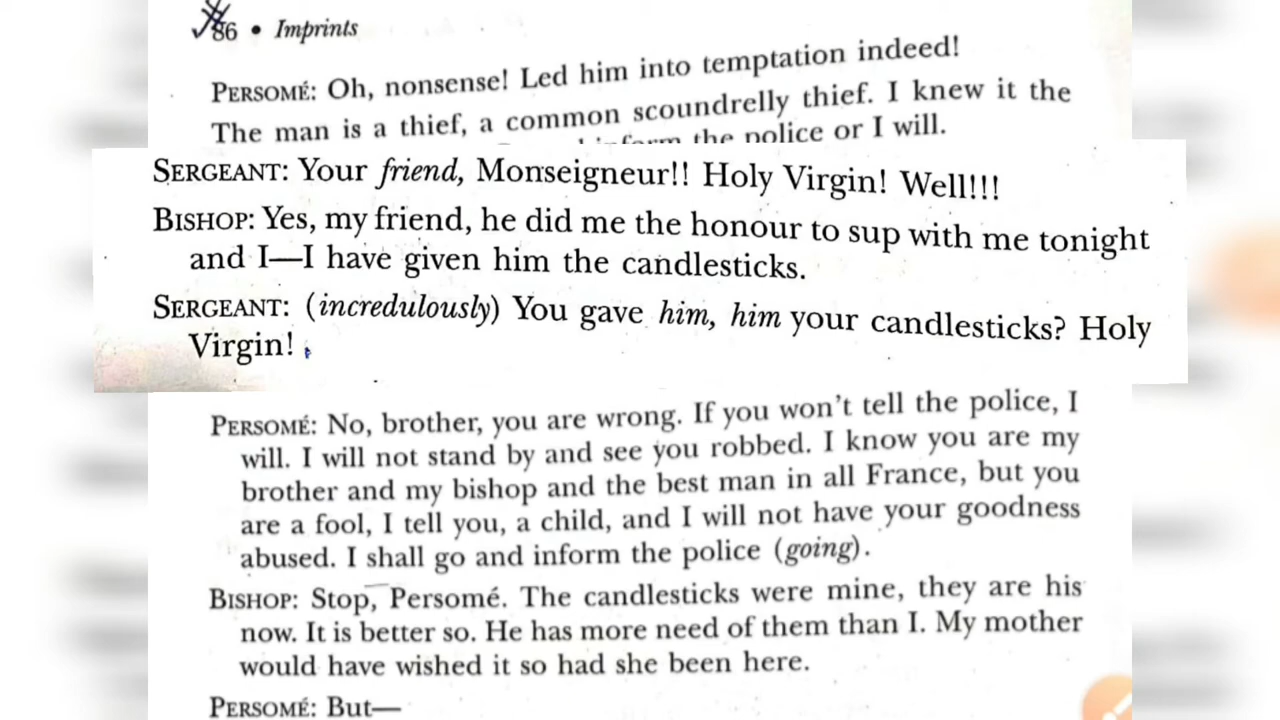 86 • Imprints
PERSOMÉ: Oh, nonsense! Led him into temptation indeed!
The man is a thief, a common scoundrelly thief. I knew it the
inform the police or I will.
SERGEANT: Your friend, Monseigneur!! Holy Virgin! Well!!!
BISHOP: Yes, my friend, he did me the honour to sup with me tonight
and I—I have given him the candlesticks.
SERGEANT: (incredulously) You gave him, him your candlesticks? Holy
Virgin!
PERSOMÉ: No, brother, you are wrong. If you won't tell the police, I
will. I will not stand by and see you robbed. I know you are my
brother and my bishop and the best man in all France, but you
are a fool, I tell you, a child, and I will not have your goodness
abused. I shall go and inform the police (going).
BISHOP: Stop, Persomé. The candlesticks were mine, they are his
now. It is better so. He has more need of them than I. My mother
would have wished it so had she been here.
PERSOMÉ: But—